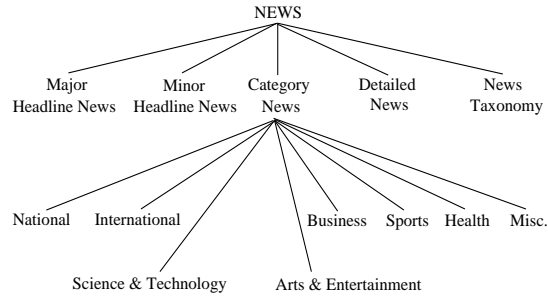 NEWS
Major
Headline News
Minor
Headline News
Category
News
Detailed
News
News
Taxonomy
National
International
Business
Sports
Health
Misc.
Science & Technology
Arts & Entertainment